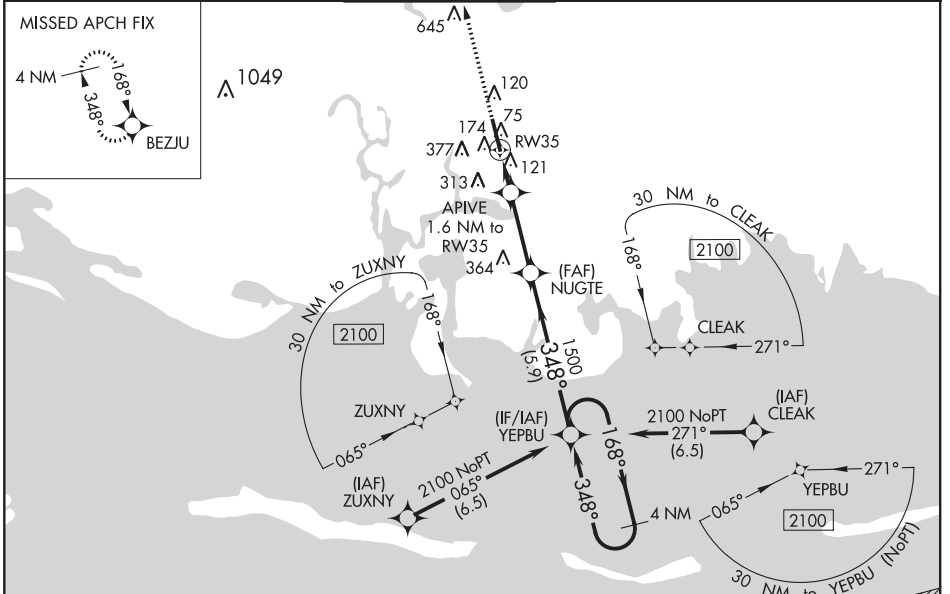 MISSED APCH FIX
4 NM
168°
348°
BEZJU
1049
645
120
75
174
RW35
377
121
313
APIVE
1.6 NM to
RW35
364
(FAF)
NUGTE
30 NM to CLEAK
2100
168°
CLEAK
271°
30 NM to ZUXNY
2100
168°
ZUXNY
065°
1500
348°
(5.9)
(IF/IAF)
YEPBU
2100 NoPT
271°
(6.5)
(IAF)
CLEAK
(IAF)
ZUXNY
2100 NoPT
065°
(6.5)
168°
348°
4 NM
YEPBU
271°
065°
2100
30 NM to YEPBU (NoPT)